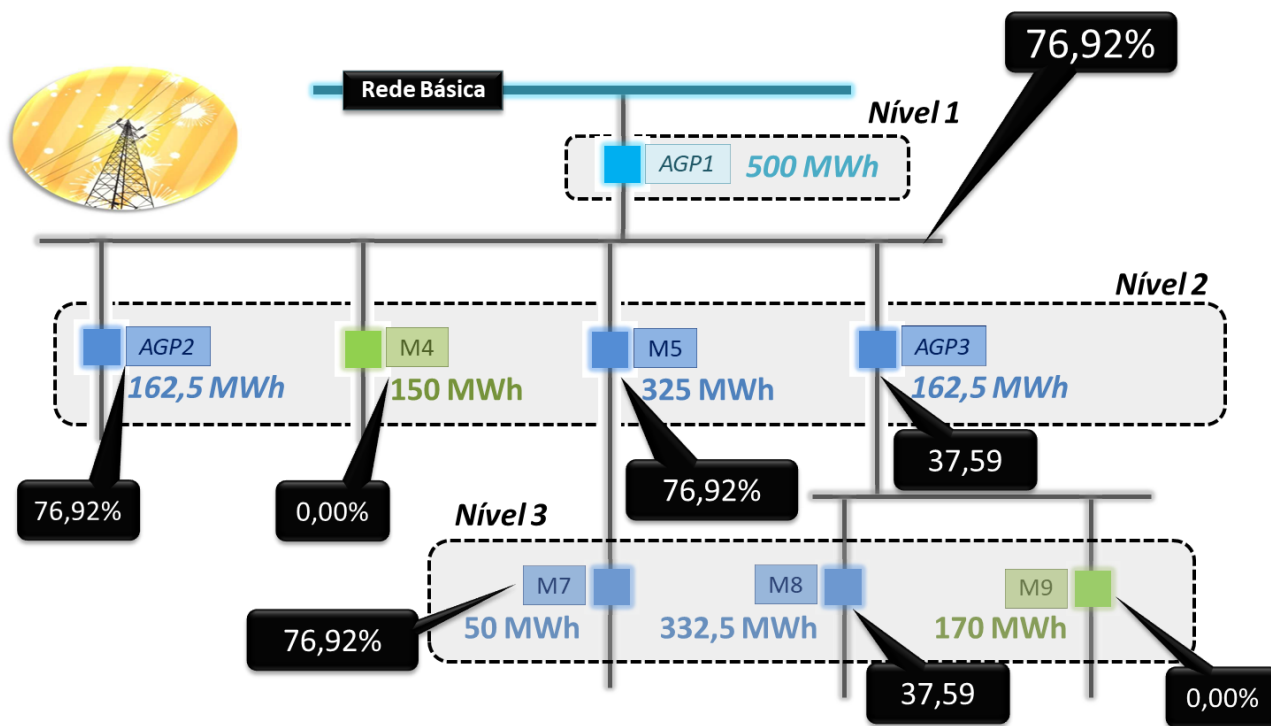 76,92%
Rede Básica
Nível 1
AGP1
500 MWh
Nível 2
AGP2
162,5 MWh
M4
150 MWh
M5
325 MWh
AGP3
162,5 MWh
76,92%
0,00%
76,92%
37,59
Nível 3
M7
50 MWh
M8
332,5 MWh
M9
170 MWh
76,92%
37,59
0,00%